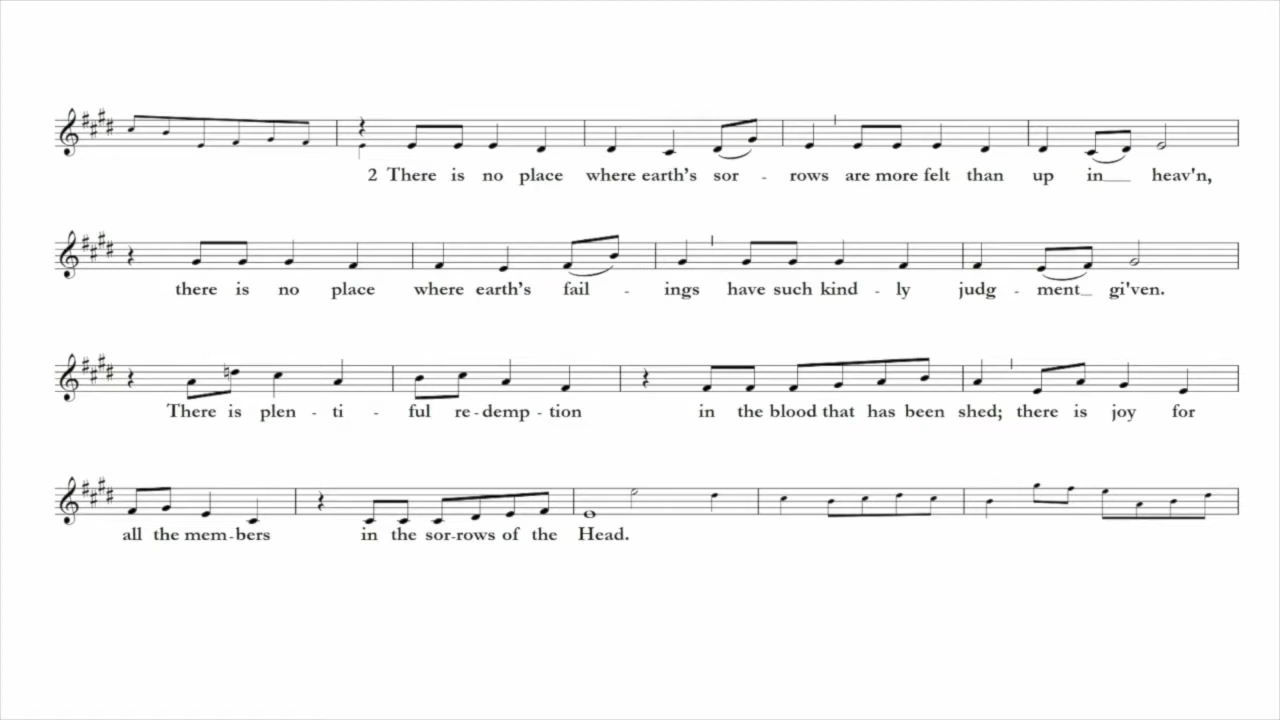 2 There is no place where earth's sor - rows are more felt than up in__ heav'n,
there is no place where earth's fail - ings have such kind - ly judg - ment_ gi'ven.
There is plen - ti - ful re - demp - tion in the blood that has been shed; there is joy for
all the mem - bers in the sor - rows of the Head.